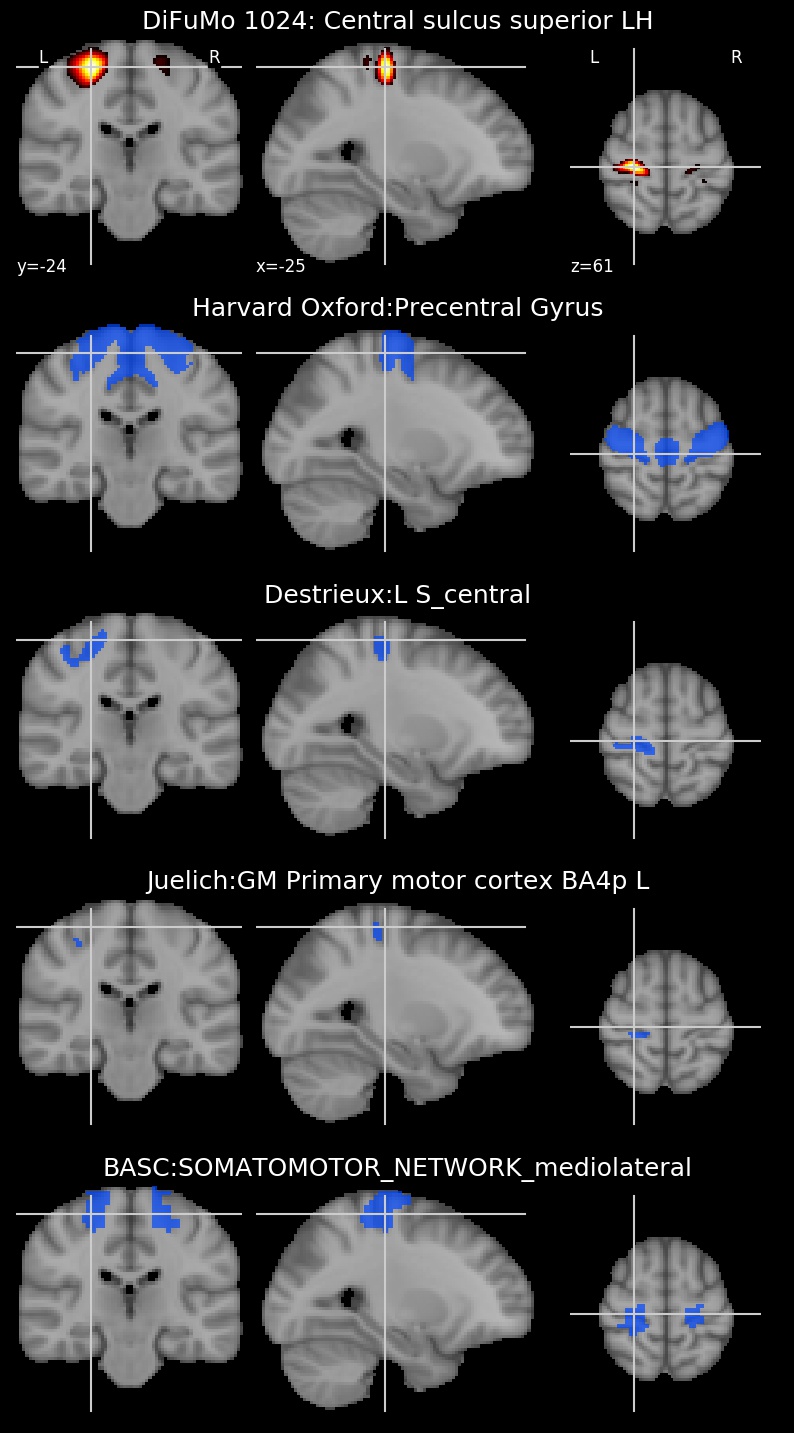 DiFuMo 1024: Central sulcus superior LH
L R L R
y=-24 x=-25 z=61
Harvard Oxford:Precentral Gyrus
Destrieux:L S_central
Juelich:GM Primary motor cortex BA4p L
BASC:SOMATOMOTOR_NETWORK_mediolateral